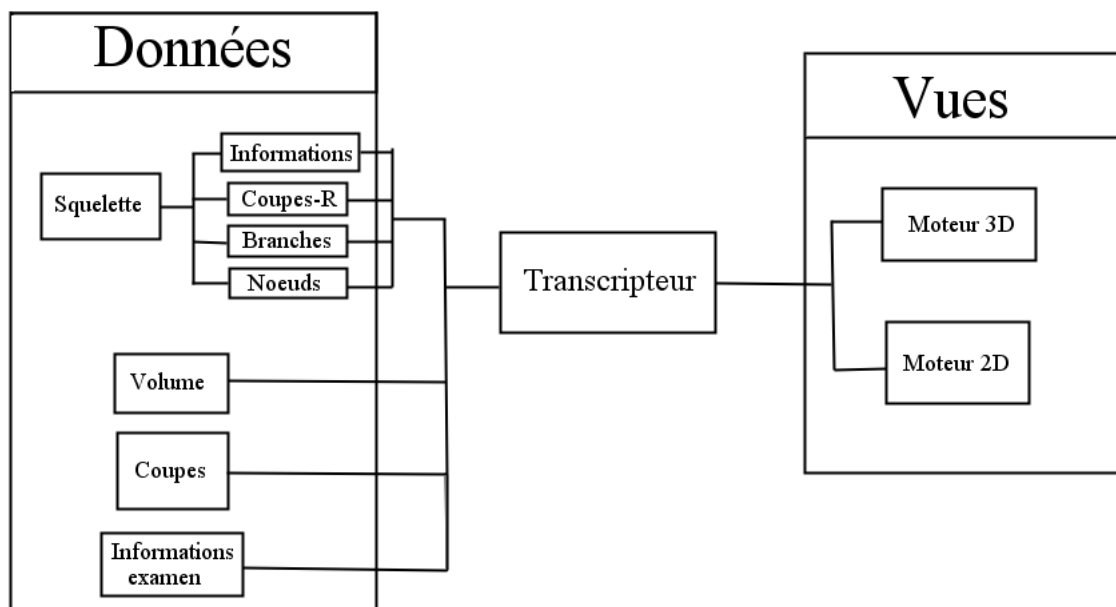 Données
Squelette
Informations
Coupes-R
Branches
Noeuds
Volume
Coupes
Informations
examen
Transcripteur
Vues
Moteur 3D
Moteur 2D